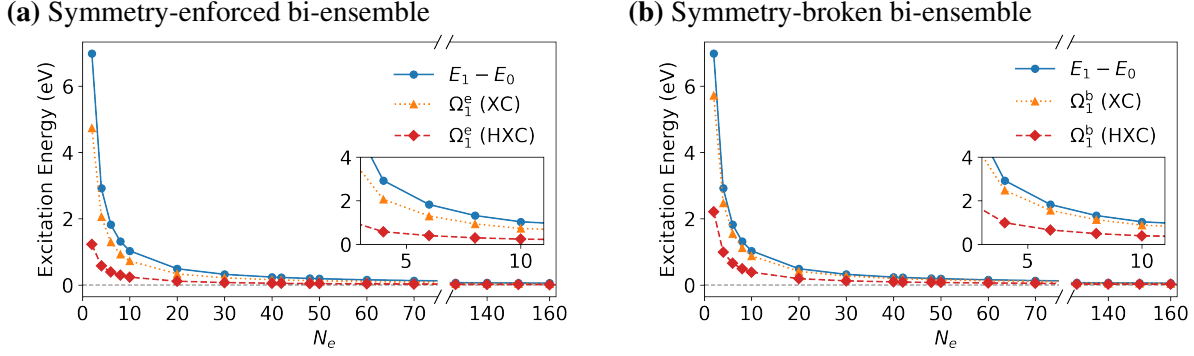 (a) Symmetry-enforced bi-ensemble
Excitation Energy (eV)
6
4
2
0
E₁ − E₀
Ω₁ᵉ (XC)
Ω₁ᵉ (HXC)
4
2
0
5 10
0 10 20 30 40 50 60 70 140 160
Nₑ
(b) Symmetry-broken bi-ensemble
Excitation Energy (eV)
6
4
2
0
E₁ − E₀
Ω₁ᵇ (XC)
Ω₁ᵇ (HXC)
4
2
0
5 10
0 10 20 30 40 50 60 70 140 160
Nₑ